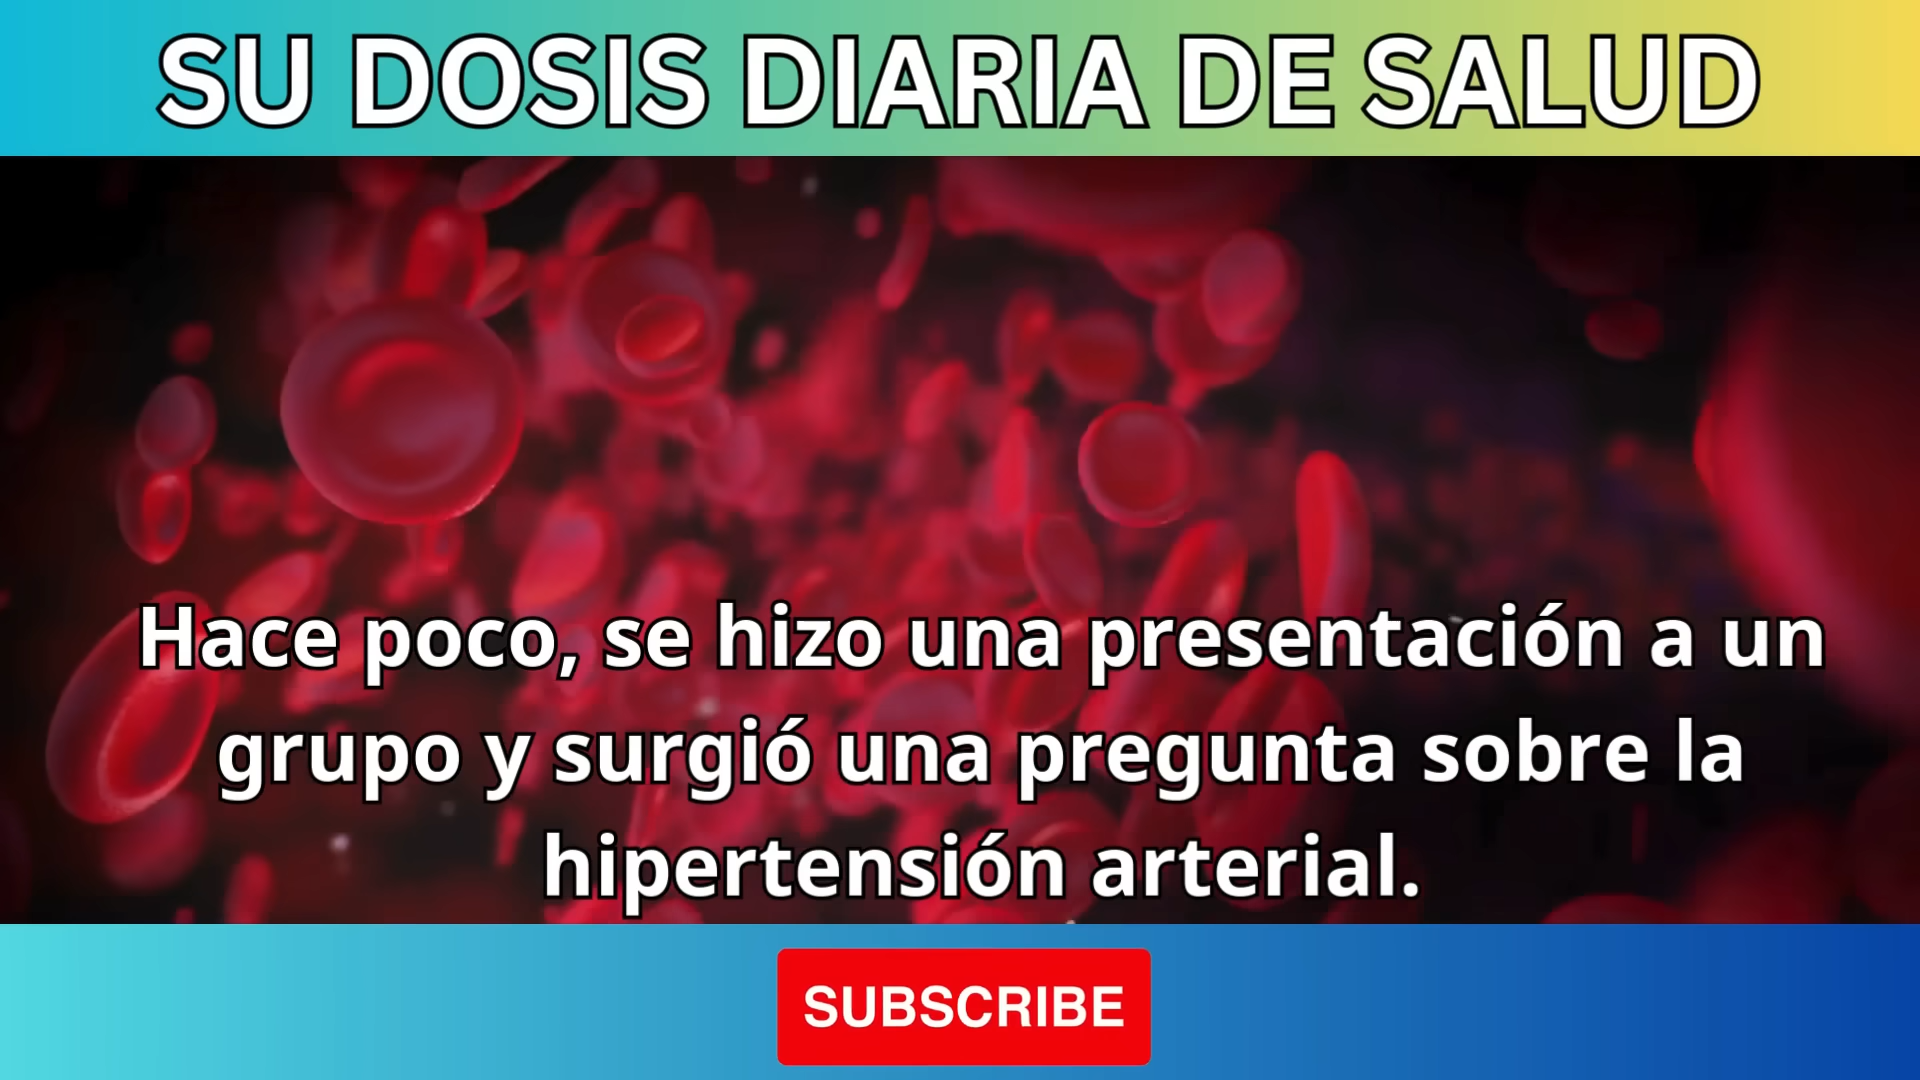 SU DOSIS DIARIA DE SALUD
Hace poco, se hizo una presentación a un
grupo y surgió una pregunta sobre la
hipertensión arterial.
SUBSCRIBE